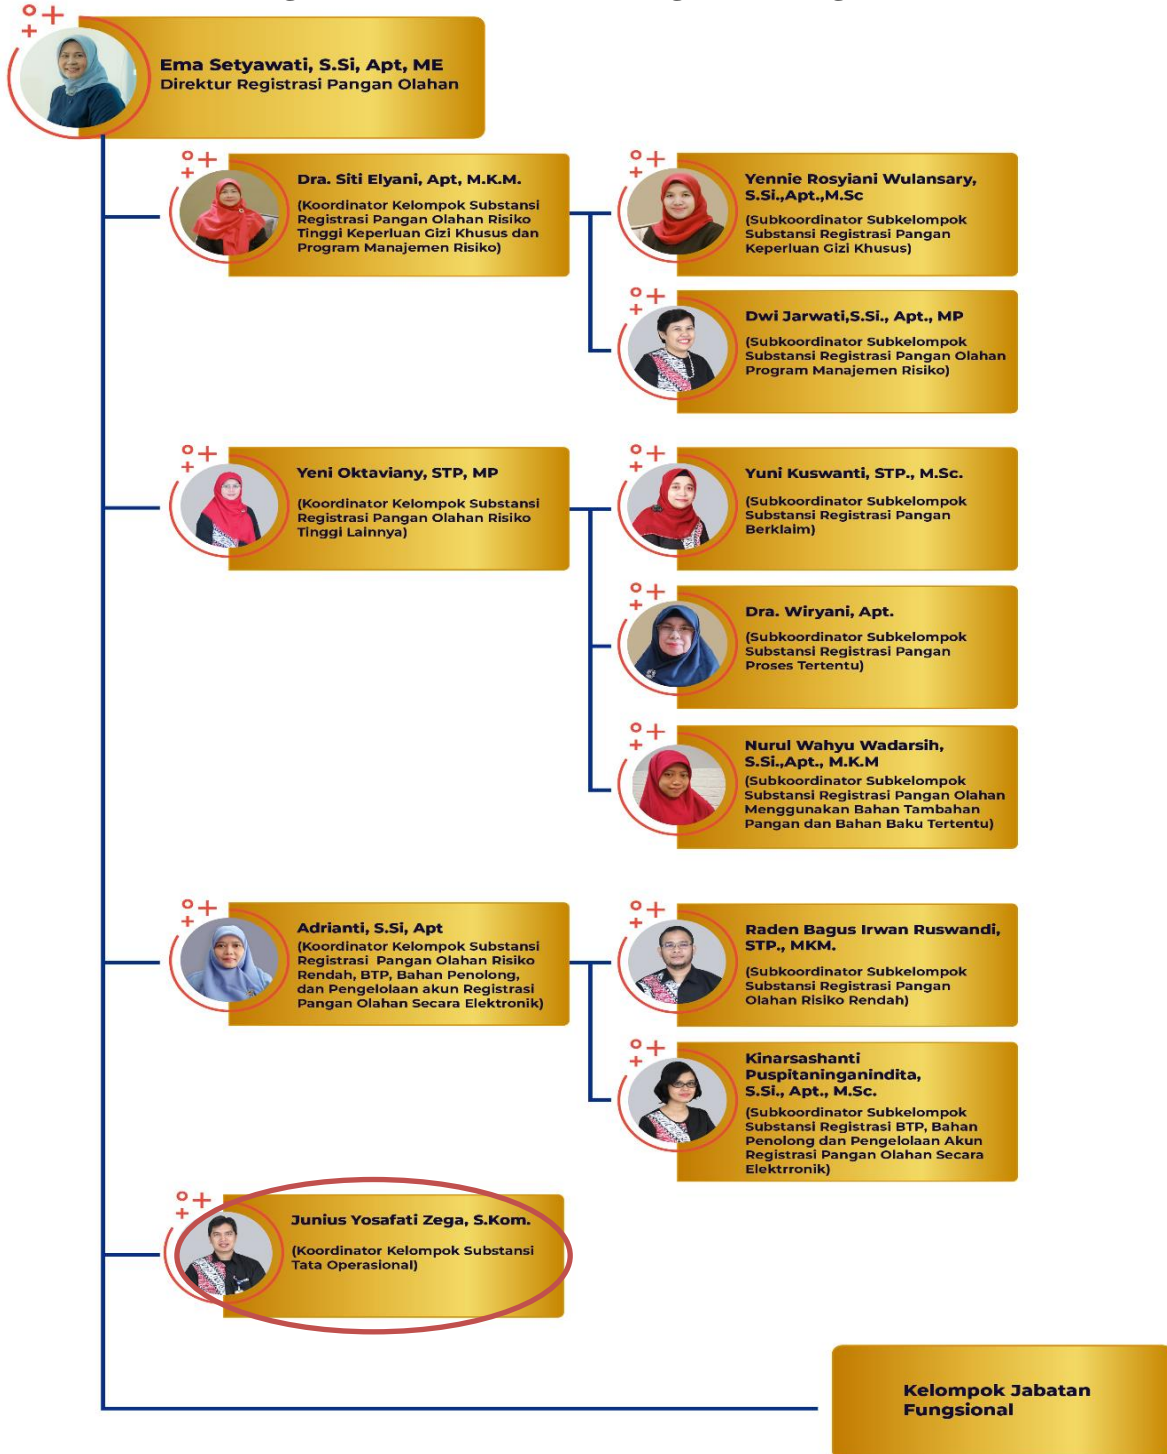 Ema Setyawati, S.Si, Apt, ME
Direktur Registrasi Pangan Olahan
Dra. Siti Elyani, Apt, M.K.M.
(Koordinator Kelompok Substansi
Registrasi Pangan Olahan Risiko
Tinggi Keperluan Gizi Khusus dan
Program Manajemen Risiko)
Yennie Rosyiani Wulansary,
S.Si.,Apt.,M.Sc
(Subkoordinator Subkelompok
Substansi Registrasi Pangan
Keperluan Gizi Khusus)
Dwi Jarwati,S.Si., Apt., MP
(Subkoordinator Subkelompok
Substansi Registrasi Pangan Olahan
Program Manajemen Risiko)
Yeni Oktaviany, STP, MP
(Koordinator Kelompok Substansi
Registrasi Pangan Olahan Risiko
Tinggi Lainnya)
Yuni Kuswanti, STP., M.Sc.
(Subkoordinator Subkelompok
Substansi Registrasi Pangan
Berklaim)
Dra. Wiryani, Apt.
(Subkoordinator Subkelompok
Substansi Registrasi Pangan
Proses Tertentu)
Nurul Wahyu Wadarsih,
S.Si.,Apt., M.K.M
(Subkoordinator Subkelompok
Substansi Registrasi Pangan Olahan
Menggunakan Bahan Tambahan
Pangan dan Bahan Baku Tertentu)
Adrianti, S.Si, Apt
(Koordinator Kelompok Substansi
Registrasi Pangan Olahan Risiko
Rendah, BTP, Bahan Penolong,
dan Pengelolaan akun Registrasi
Pangan Olahan Secara Elektronik)
Raden Bagus Irwan Ruswandi,
STP., MKM.
(Subkoordinator Subkelompok
Substansi Registrasi Pangan
Olahan Risiko Rendah)
Kinarsashanti
Puspitaninganindita,
S.Si., Apt., M.Sc.
(Subkoordinator Subkelompok
Substansi Registrasi BTP, Bahan
Penolong dan Pengelolaan Akun
Registrasi Pangan Olahan Secara
Elektrronik)
Junius Yosafati Zega, S.Kom.
(Koordinator Kelompok Substansi
Tata Operasional)
Kelompok Jabatan
Fungsional